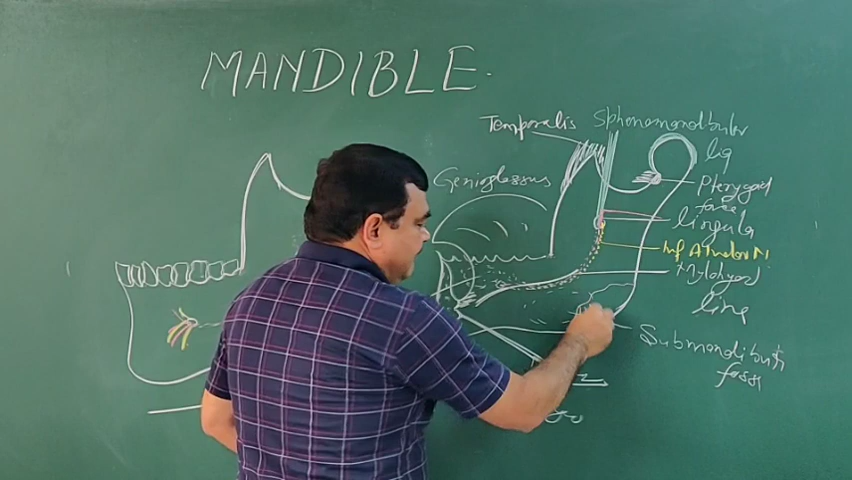 MANDIBLE.
Temporalis
Sphenomandibular
lig
Genioglossus
Pterygoid
fovea
lingula
Inf Alveolar N
Mylohyoid
line
Submandibular
fossa